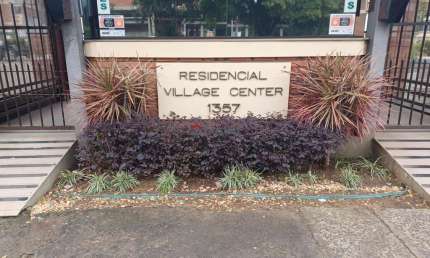 S
S
RESIDENCIAL
VILLAGE CENTER
1357